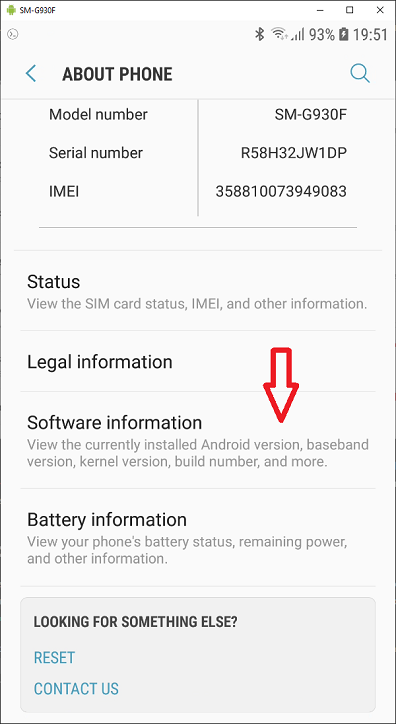 SM-G930F
93% 19:51
ABOUT PHONE
Model number SM-G930F
Serial number R58H32JW1DP
IMEI 358810073949083
Status
View the SIM card status, IMEI, and other information.
Legal information
Software information
View the currently installed Android version, baseband
version, kernel version, build number, and more.
Battery information
View your phone's battery status, remaining power,
and other information.
LOOKING FOR SOMETHING ELSE?
RESET
CONTACT US